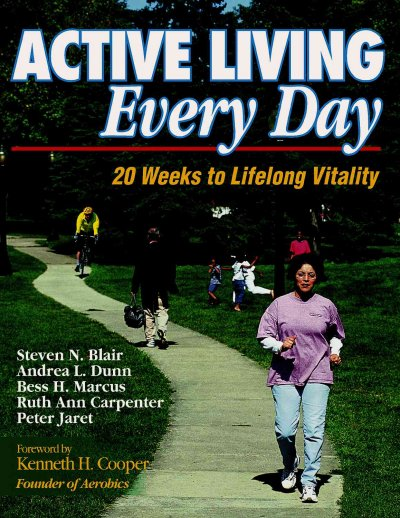 ACTIVE LIVING
Every Day
20 Weeks to Lifelong Vitality
Steven N. Blair
Andrea L. Dunn
Bess H. Marcus
Ruth Ann Carpenter
Peter Jaret
Foreword by
Kenneth H. Cooper
Founder of Aerobics